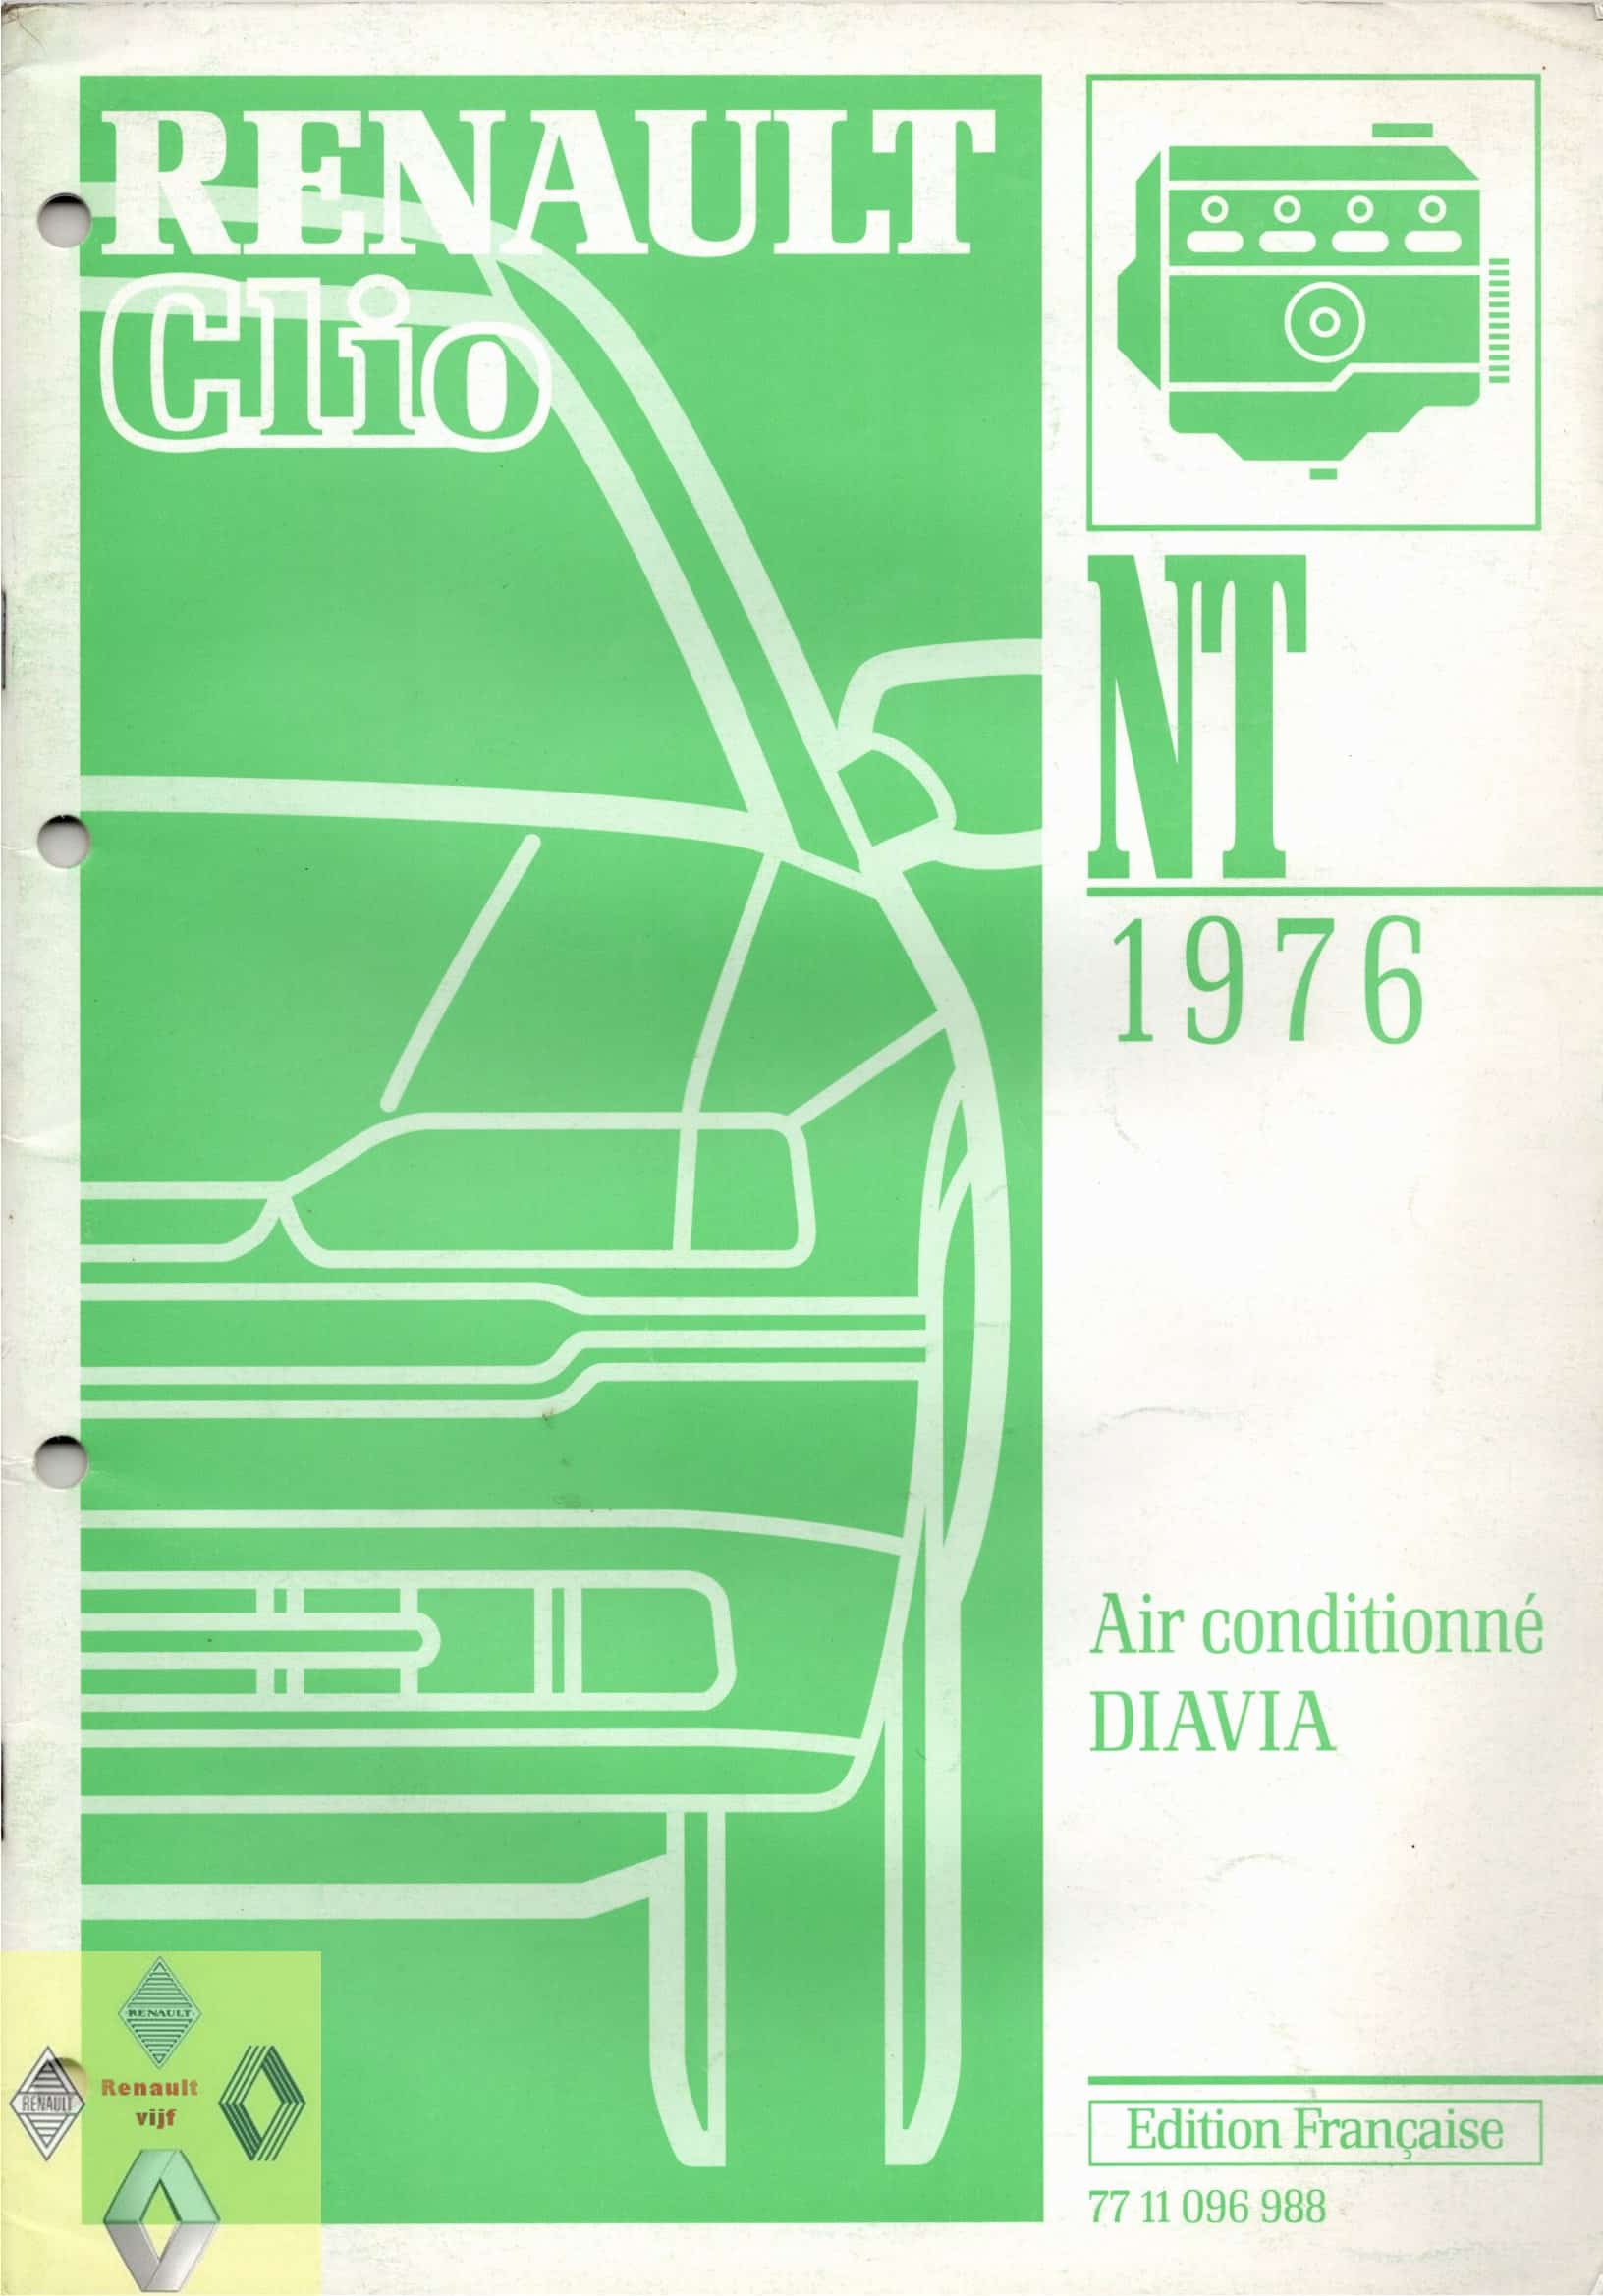 RENAULT
Clio
NT
1976
Air conditionné
DIAVIA
Edition Française
77 11 096 988
RENAULT
RENAULT
Renault
vijf